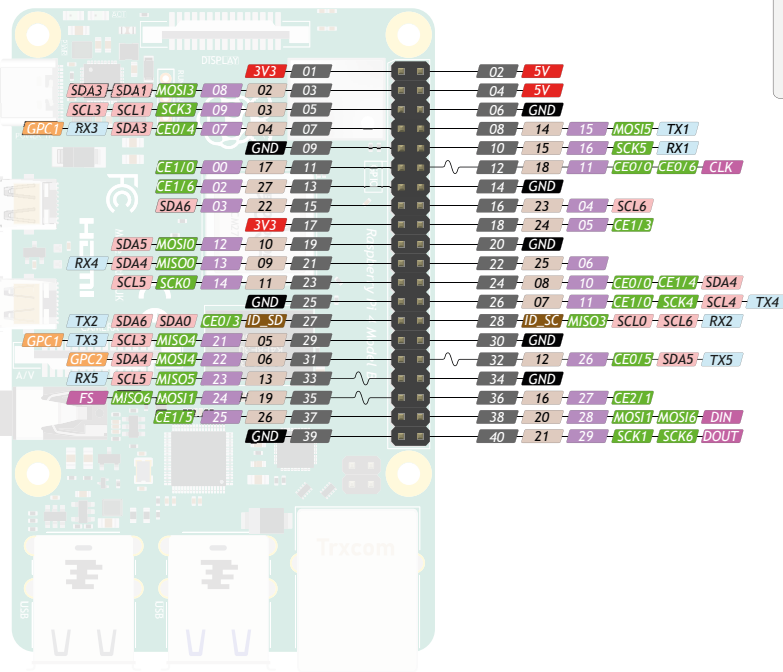 DISPLAY
3V3 01 02 5V
SDA3 SDA1 MOSI3 08 02 03 04 5V
SCL3 SCL1 SCK3 09 03 05 06 GND
GPC1 RX3 SDA3 CE0/4 07 04 07 08 14 15 MOSI5 TX1
GND 09 10 15 16 SCK5 RX1
CE1/0 00 17 11 12 18 11 CE0/0 CE0/6 CLK
CE1/6 02 27 13 14 GND
SDA6 03 22 15 16 23 04 SCL6
3V3 17 18 24 05 CE1/3
SDA5 MOSI0 12 10 19 20 GND
RX4 SDA4 MISO0 13 09 21 22 25 06
SCL5 SCK0 14 11 23 24 08 10 CE0/0 CE1/4 SDA4
GND 25 26 07 11 CE1/0 SCK4 SCL4 TX4
TX2 SDA6 SDA0 CE0/3 ID_SD 27 28 ID_SC MISO3 SCL0 SCL6 RX2
GPC1 TX3 SCL3 MISO4 21 05 29 30 GND
GPC2 SDA4 MOSI4 22 06 31 32 12 26 CE0/5 SDA5 TX5
RX5 SCL5 MISO5 23 13 33 34 GND
FS MISO6 MOSI1 24 19 35 36 16 27 CE2/1
CE1/5 25 26 37 38 20 28 MOSI1 MOSI6 DIN
GND 39 40 21 29 SCK1 SCK6 DOUT
FC
HDMI
Raspberry Pi
A/V
Trxcom
USB
USB